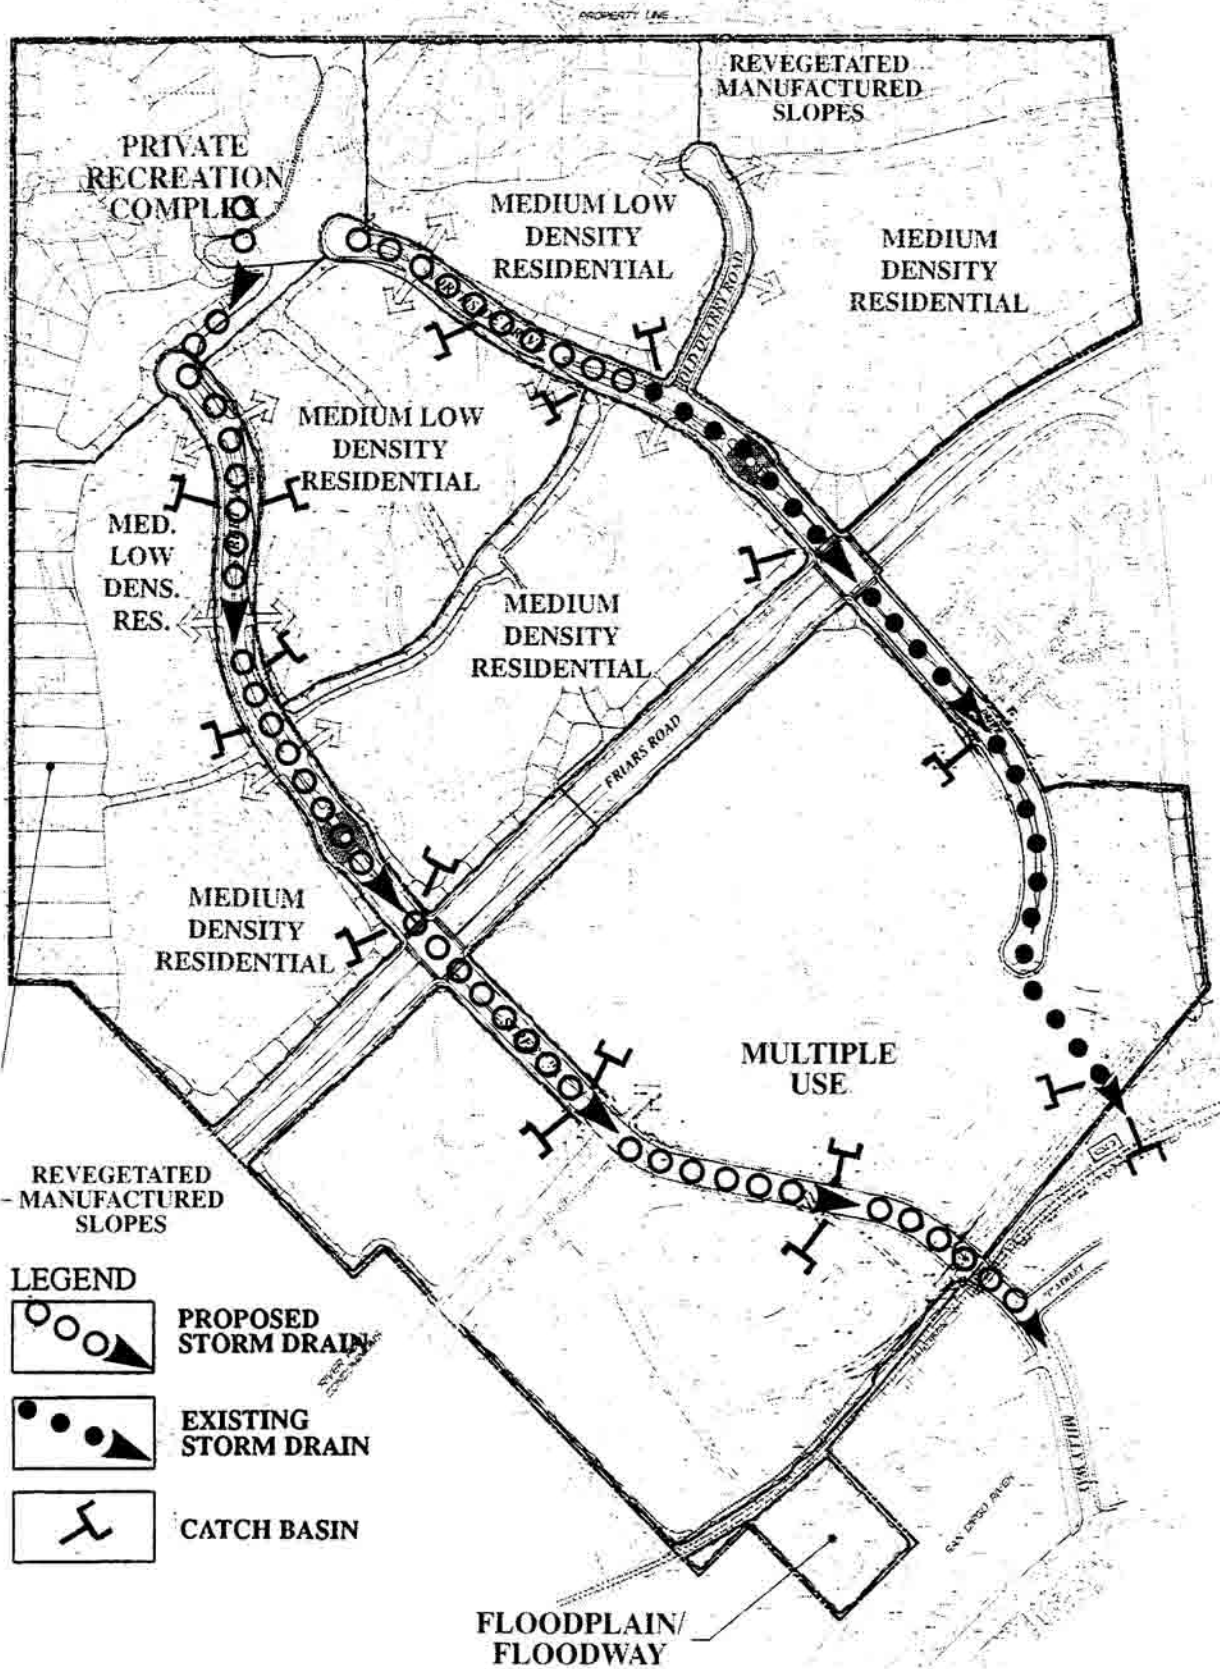 PROPERTY LINE
REVEGETATED
MANUFACTURED
SLOPES
PRIVATE
RECREATION
COMPLEX
MEDIUM LOW
DENSITY
RESIDENTIAL
MEDIUM
DENSITY
RESIDENTIAL
QUARRY ROAD
MEDIUM LOW
DENSITY
RESIDENTIAL
MED.
LOW
DENS.
RES.
MEDIUM
DENSITY
RESIDENTIAL
FRIARS ROAD
MEDIUM
DENSITY
RESIDENTIAL
MULTIPLE
USE
REVEGETATED
MANUFACTURED
SLOPES
STREET
LEGEND
PROPOSED
STORM DRAIN
EXISTING
STORM DRAIN
CATCH BASIN
SAN DIEGO RIVER
FLOODPLAIN/
FLOODWAY